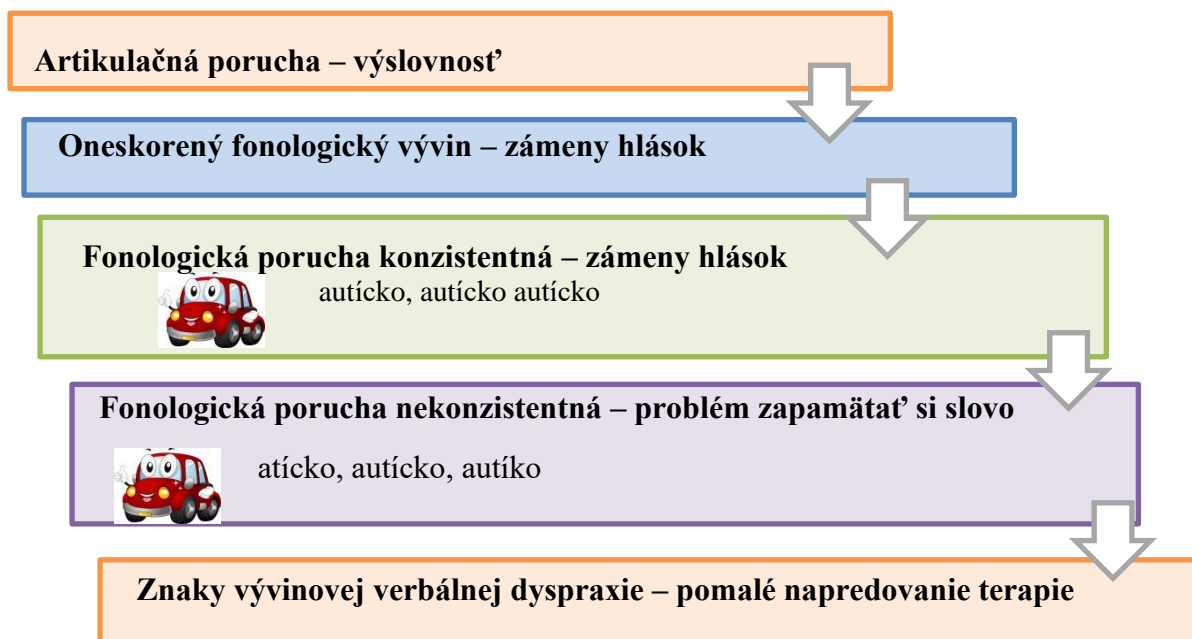 Artikulačná porucha – výslovnosť
Oneskorený fonologický vývin – zámeny hlások
Fonologická porucha konzistentná – zámeny hlások
autícko, autícko autícko
Fonologická porucha nekonzistentná – problém zapamätať si slovo
atícko, autícko, autíko
Znaky vývinovej verbálnej dyspraxie – pomalé napredovanie terapie